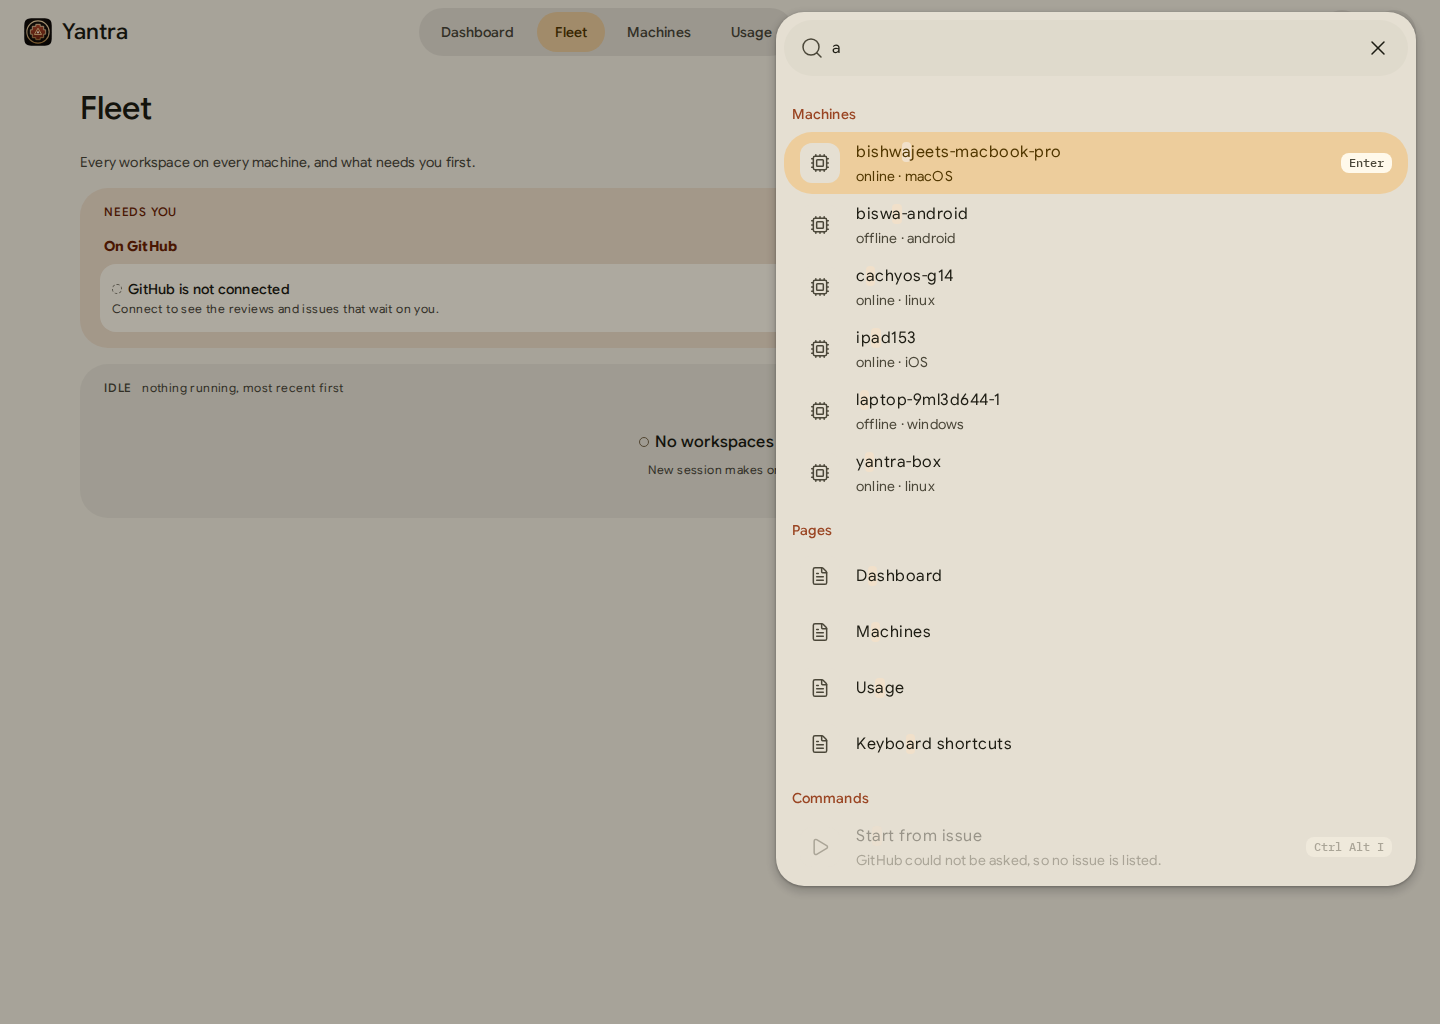 Yantra
Dashboard
Fleet
Machines
Usage
Fleet
Every workspace on every machine, and what needs you first.
NEEDS YOU
On GitHub
GitHub is not connected
Connect to see the reviews and issues that wait on you.
IDLE nothing running, most recent first
No workspaces
New session makes
a
Machines
bishwajeets-macbook-pro
online · macOS
Enter
biswa-android
offline · android
cachyos-g14
online · linux
ipad153
online · iOS
laptop-9ml3d644-1
offline · windows
yantra-box
online · linux
Pages
Dashboard
Machines
Usage
Keyboard shortcuts
Commands
Start from issue
GitHub could not be asked, so no issue is listed.
Ctrl Alt I